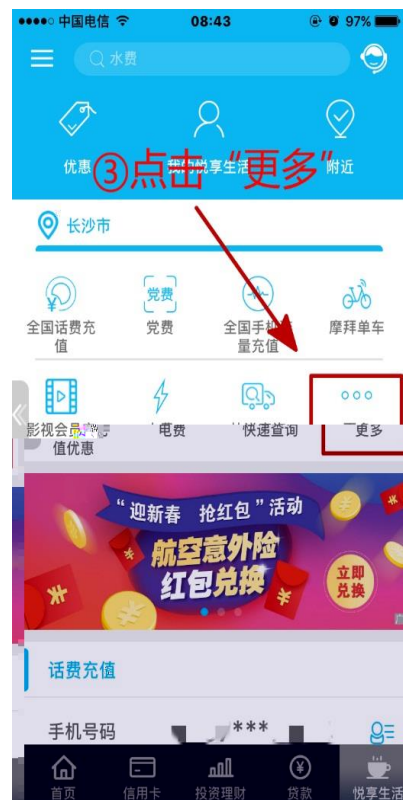 中国电信 08:43 97%
水费
优惠 我的悦享生活 附近
③点击“更多”
长沙市
党费
全国话费充值 党费 全国手机 量充值 摩拜单车
影视会员 值优惠 电费 快速查询 更多
“迎新春 抢红包”活动
航空意外险
红包兑换
立即
兑换
话费充值
手机号码 ***
首页 信用卡 投资理财 贷款 悦享生活